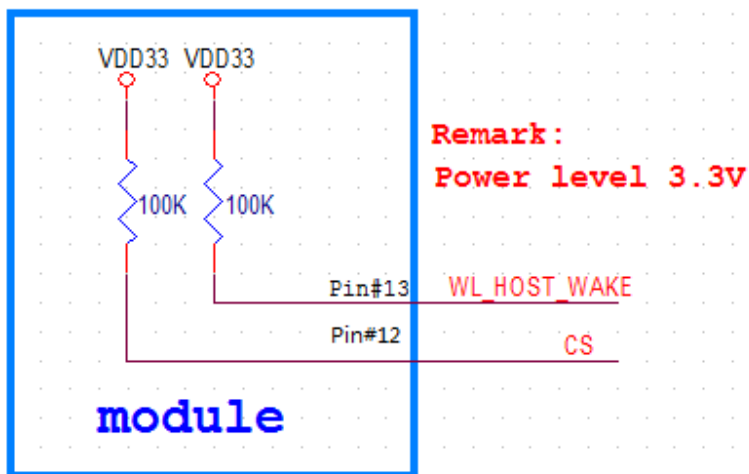 VDD33 VDD33
Remark:
Power level 3.3V
100K 100K
Pin#13 WL_HOST_WAKE
Pin#12 CS
module